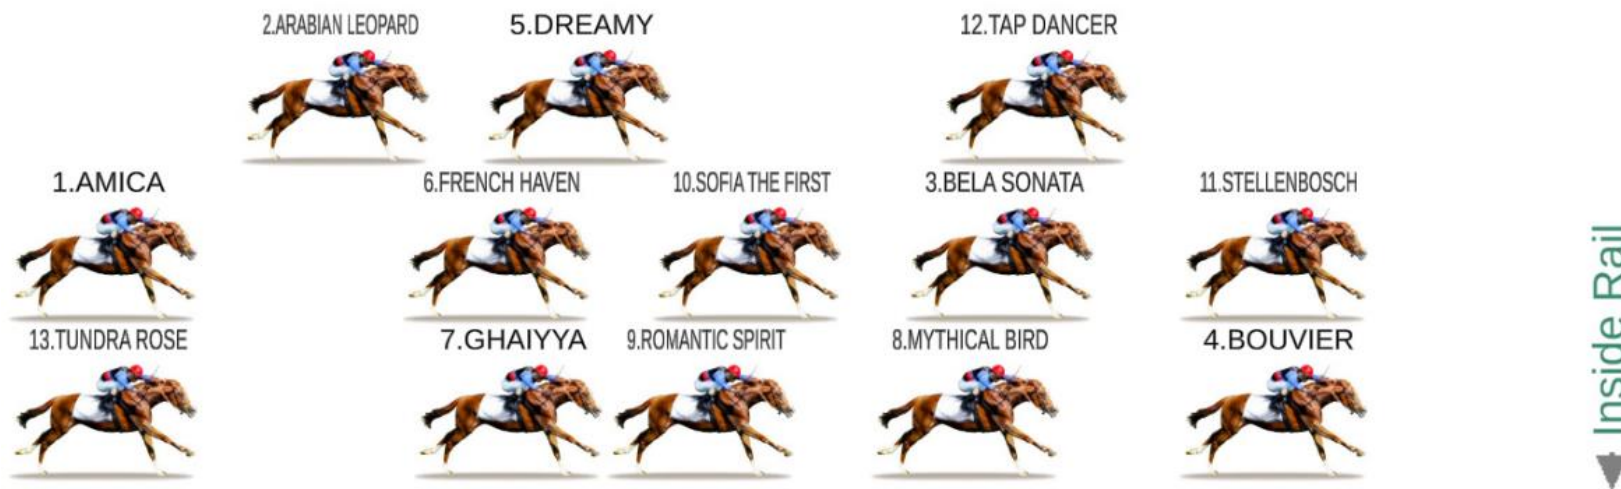 2.ARABIAN LEOPARD
5.DREAMY
12.TAP DANCER
1.AMICA
6.FRENCH HAVEN
10.SOFIA THE FIRST
3.BELA SONATA
11.STELLENBOSCH
13.TUNDRA ROSE
7.GHAIYYA
9.ROMANTIC SPIRIT
8.MYTHICAL BIRD
4.BOUVIER
Inside Rail